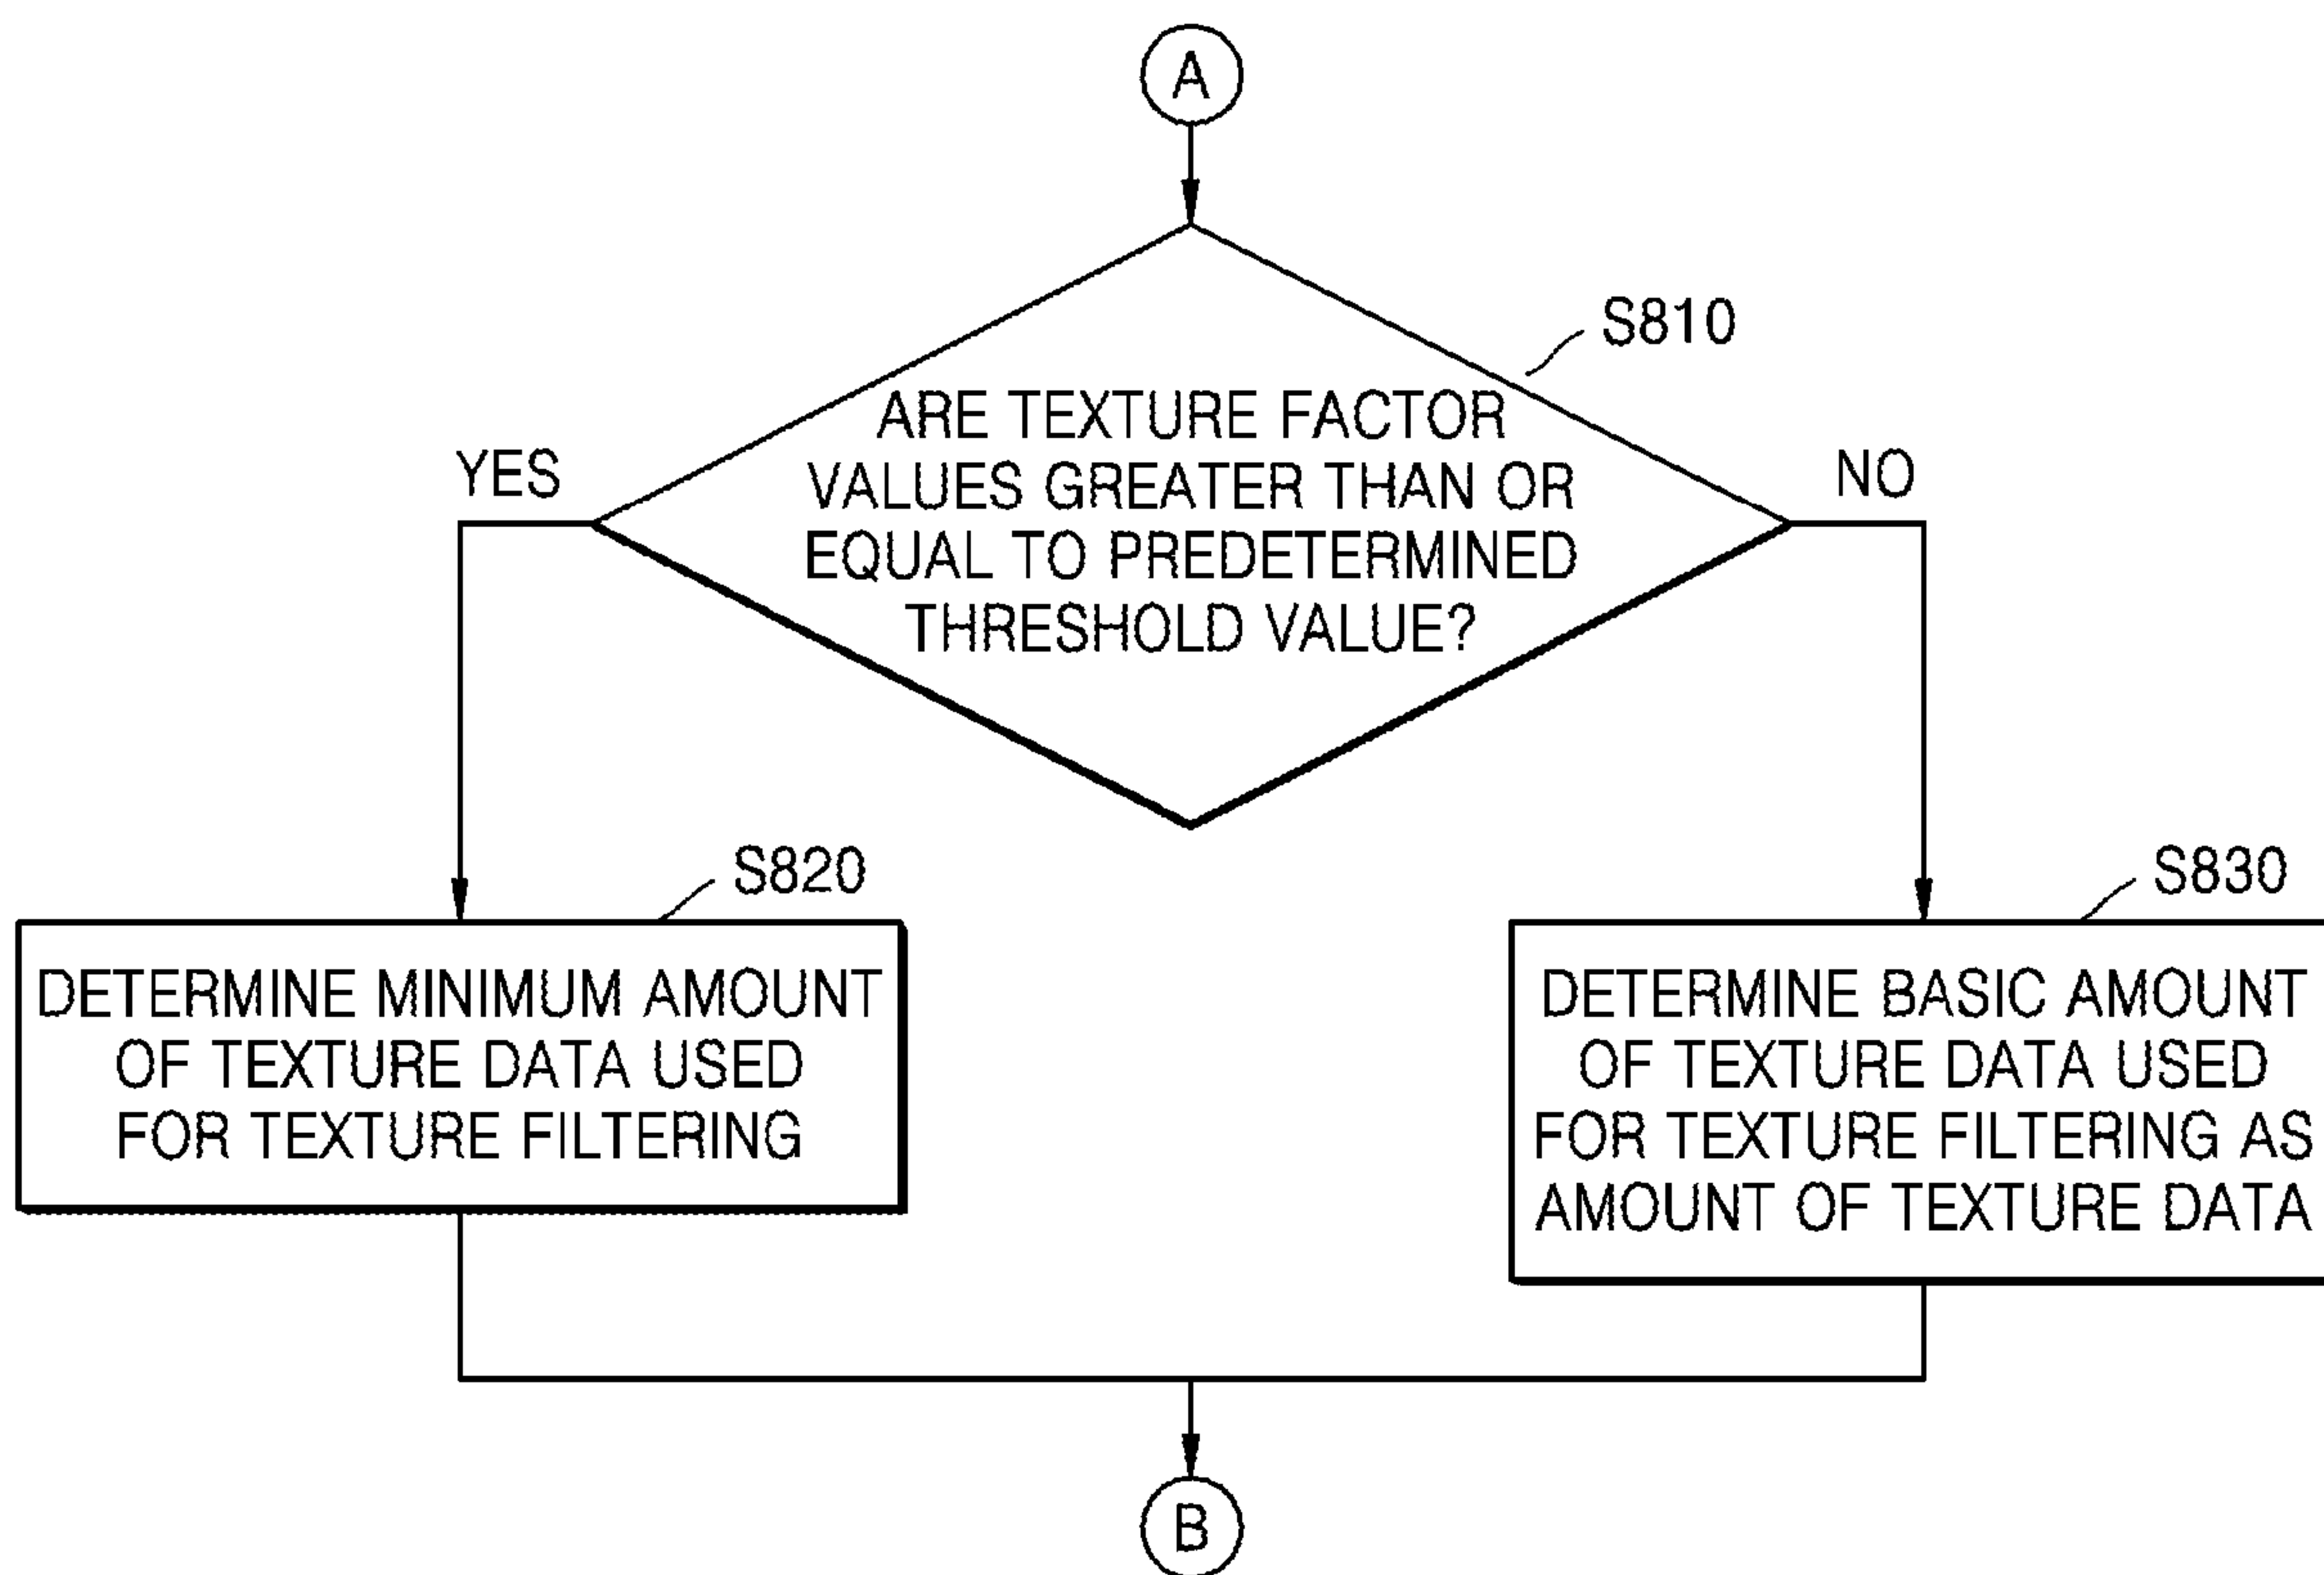 A
S810
ARE TEXTURE FACTOR
VALUES GREATER THAN OR
EQUAL TO PREDETERMINED
THRESHOLD VALUE?
YES
NO
S820
DETERMINE MINIMUM AMOUNT
OF TEXTURE DATA USED
FOR TEXTURE FILTERING
S830
DETERMINE BASIC AMOUNT
OF TEXTURE DATA USED
FOR TEXTURE FILTERING AS
AMOUNT OF TEXTURE DATA
B